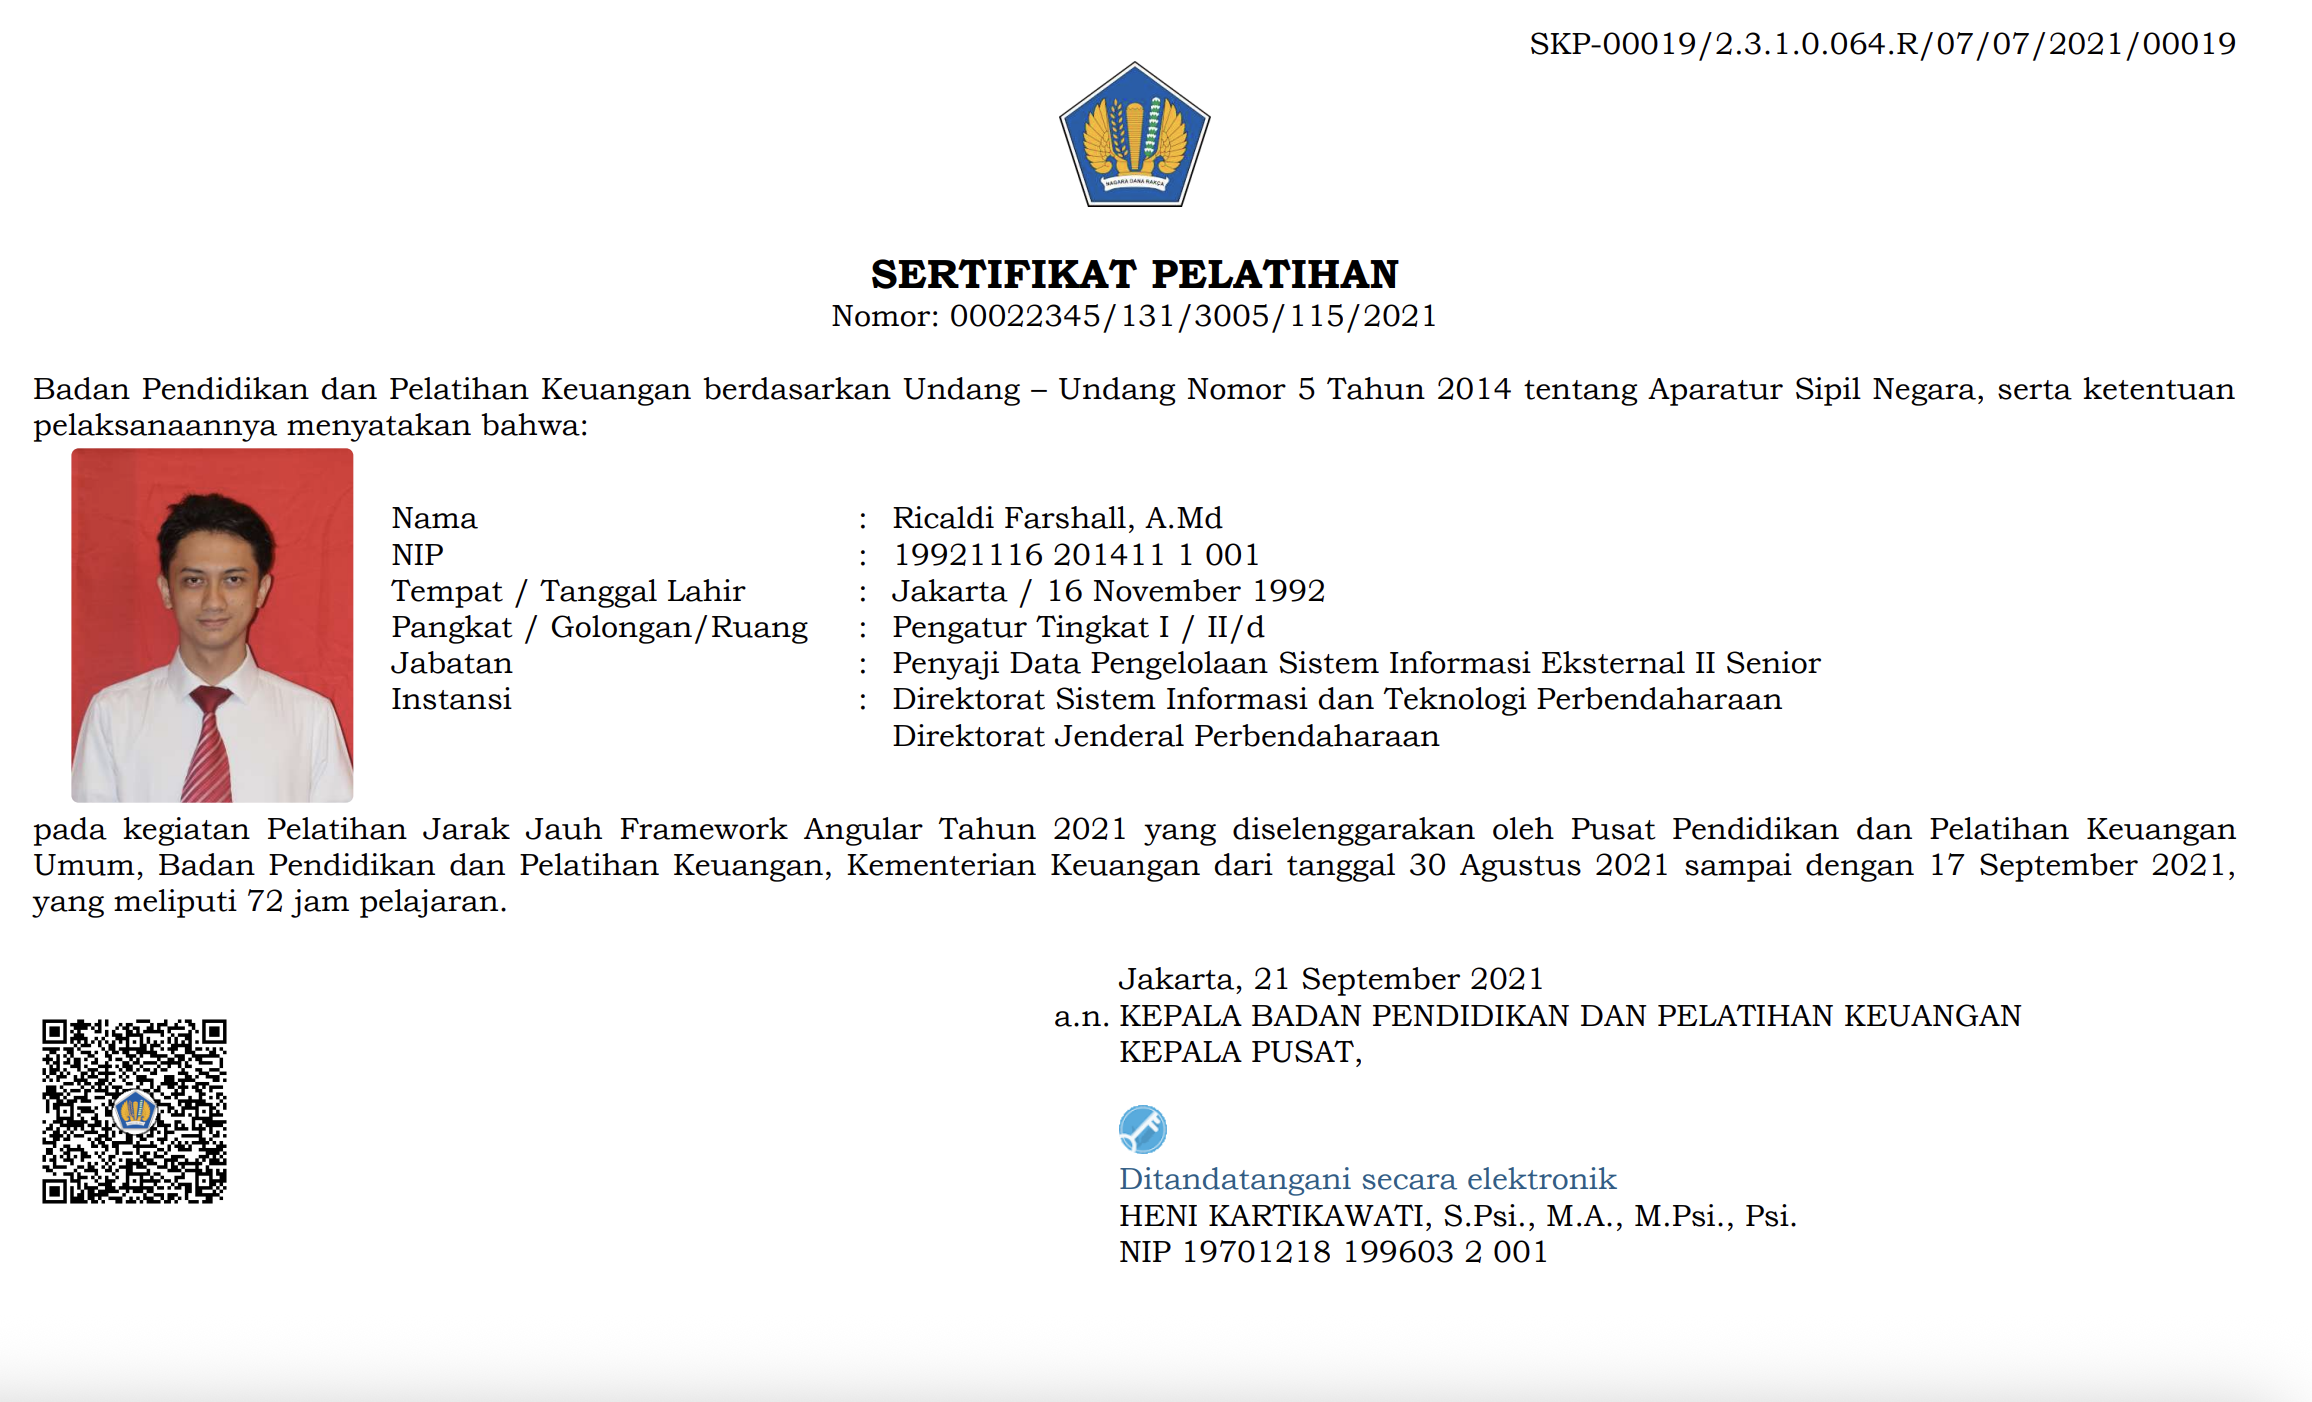 SKP-00019/2.3.1.0.064.R/07/07/2021/00019
NAGARA DANA RAKÇA
SERTIFIKAT PELATIHAN
Nomor: 00022345/131/3005/115/2021
Badan Pendidikan dan Pelatihan Keuangan berdasarkan Undang – Undang Nomor 5 Tahun 2014 tentang Aparatur Sipil Negara, serta ketentuan
pelaksanaannya menyatakan bahwa:
Nama : Ricaldi Farshall, A.Md
NIP : 19921116 201411 1 001
Tempat / Tanggal Lahir : Jakarta / 16 November 1992
Pangkat / Golongan/Ruang : Pengatur Tingkat I / II/d
Jabatan : Penyaji Data Pengelolaan Sistem Informasi Eksternal II Senior
Instansi : Direktorat Sistem Informasi dan Teknologi Perbendaharaan
Direktorat Jenderal Perbendaharaan
pada kegiatan Pelatihan Jarak Jauh Framework Angular Tahun 2021 yang diselenggarakan oleh Pusat Pendidikan dan Pelatihan Keuangan
Umum, Badan Pendidikan dan Pelatihan Keuangan, Kementerian Keuangan dari tanggal 30 Agustus 2021 sampai dengan 17 September 2021,
yang meliputi 72 jam pelajaran.
Jakarta, 21 September 2021
a.n. KEPALA BADAN PENDIDIKAN DAN PELATIHAN KEUANGAN
KEPALA PUSAT,
Ditandatangani secara elektronik
HENI KARTIKAWATI, S.Psi., M.A., M.Psi., Psi.
NIP 19701218 199603 2 001